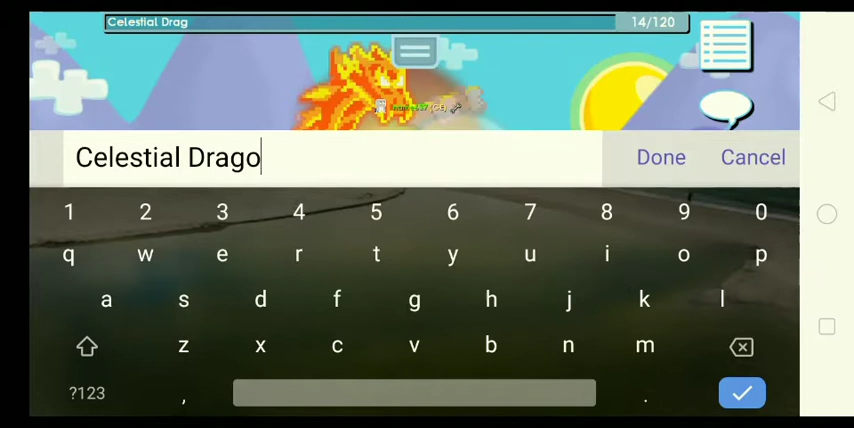 Celestial Drag
14/120
Celestial Drago
Done
Cancel
1 2 3 4 5 6 7 8 9 0
q w e r t y u i o p
a s d f g h j k l
z x c v b n m
?123 , .